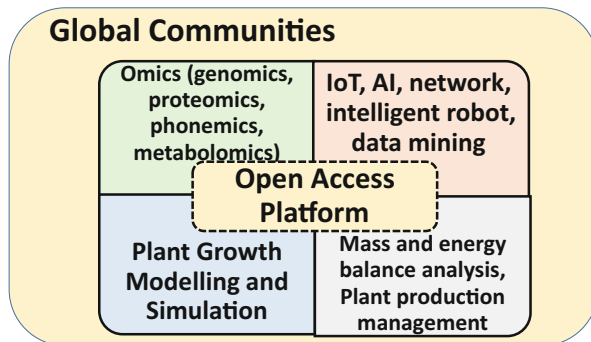 Global Communities
Omics (genomics,
proteomics,
phonemics,
metabolomics)
IoT, AI, network,
intelligent robot,
data mining
Open Access
Platform
Plant Growth
Modelling and
Simulation
Mass and energy
balance analysis,
Plant production
management